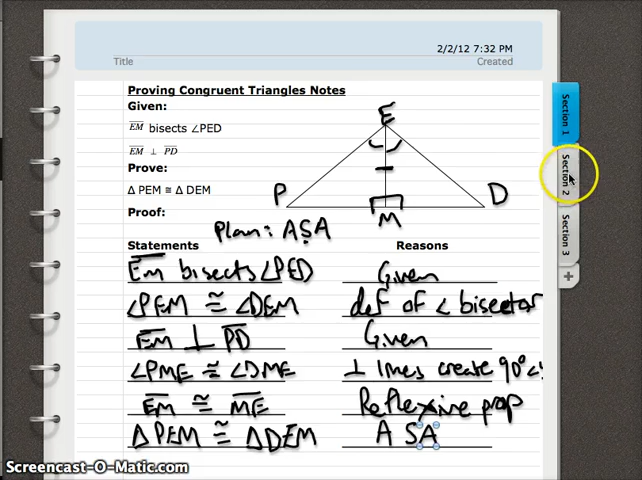 2/2/12 7:32 PM
Title Created
Proving Congruent Triangles Notes
Given:
EM bisects ∠PED
EM ⊥ PD
Prove:
Δ PEM ≅ Δ DEM
Proof:
E
P
D
M
Plan: ASA
Statements Reasons
EM bisects ∠PED Given
∠PEM ≅ ∠DEM def of ∠ bisector
EM ⊥ PD Given
∠PME ≅ ∠DME ⊥ lines create 90° ∠'s
EM ≅ ME Reflexive prop
ΔPEM ≅ ΔDEM ASA
Section 1
Section 2
Section 3
+
Screencast-O-Matic.com